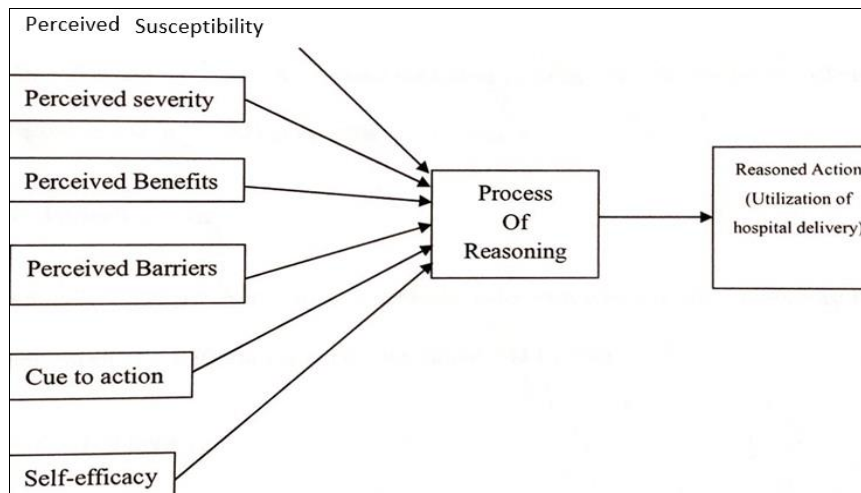 Perceived Susceptibility
Perceived severity
Perceived Benefits
Perceived Barriers
Cue to action
Self-efficacy
Process
Of
Reasoning
Reasoned Action
(Utilization of
hospital delivery)